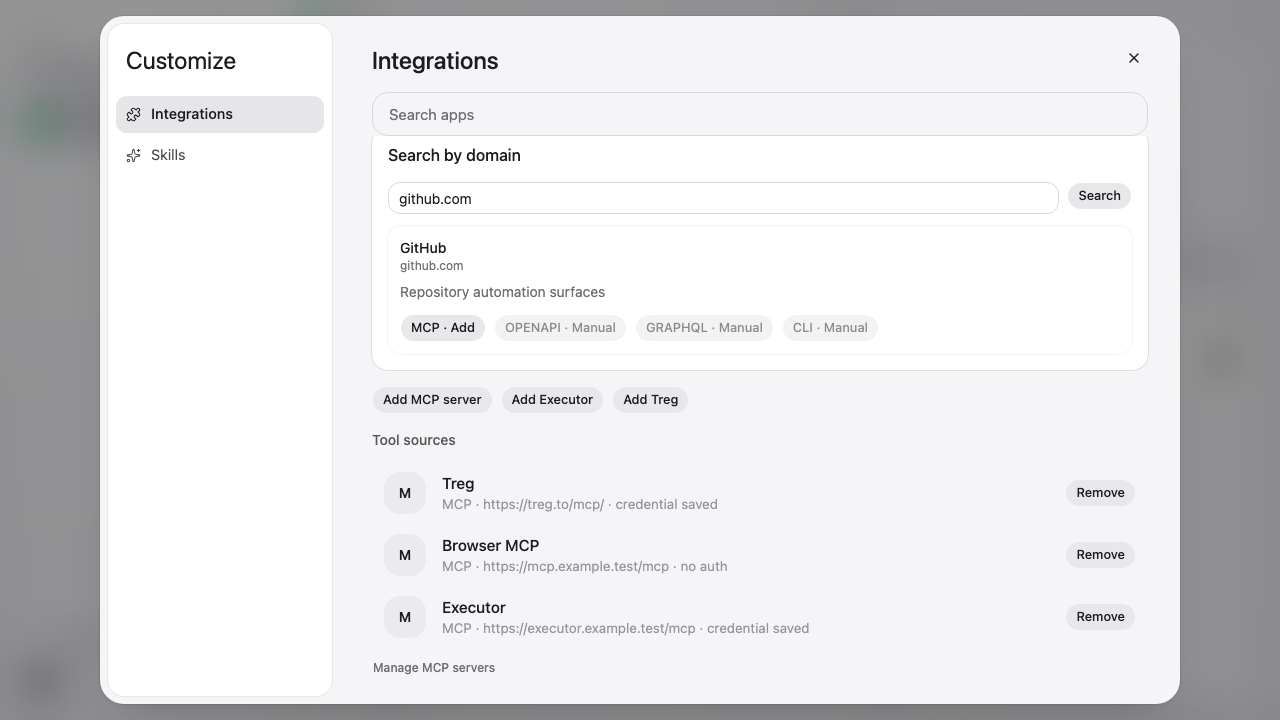 Customize
Integrations
Skills
Integrations
Search apps
Search by domain
github.com
Search
GitHub
github.com
Repository automation surfaces
MCP · Add
OPENAPI · Manual
GRAPHQL · Manual
CLI · Manual
Add MCP server
Add Executor
Add Treg
Tool sources
M
Treg
MCP · https://treg.to/mcp/ · credential saved
Remove
M
Browser MCP
MCP · https://mcp.example.test/mcp · no auth
Remove
M
Executor
MCP · https://executor.example.test/mcp · credential saved
Remove
Manage MCP servers